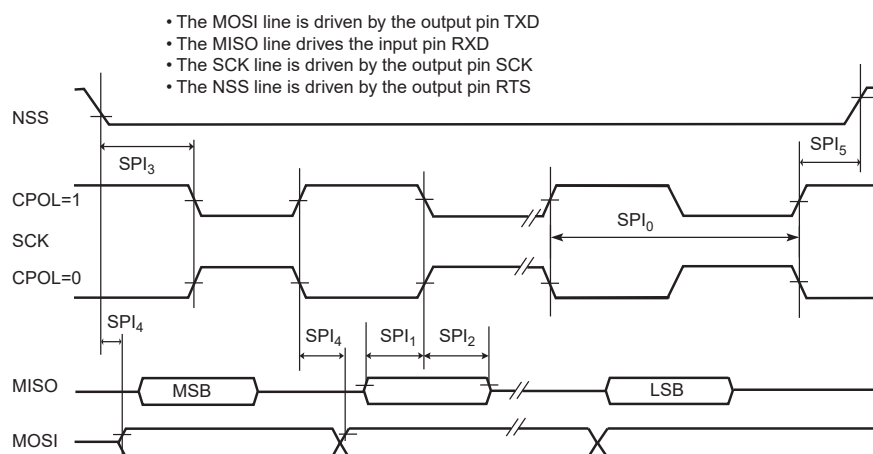 • The MOSI line is driven by the output pin TXD
• The MISO line drives the input pin RXD
• The SCK line is driven by the output pin SCK
• The NSS line is driven by the output pin RTS
NSS
SPI3
SPI5
CPOL=1
SCK
SPI0
CPOL=0
SPI4
SPI4
SPI1
SPI2
MISO
MSB
LSB
MOSI